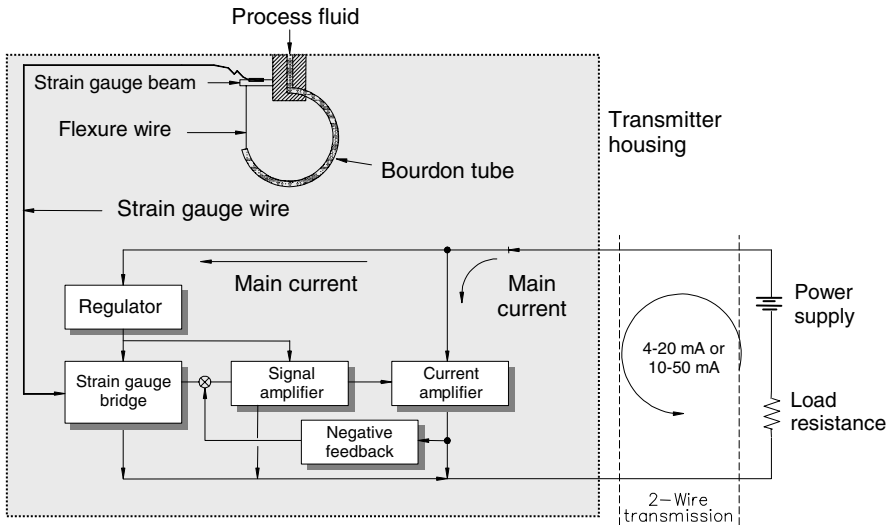 Process fluid
Strain gauge beam
Flexure wire
Transmitter
housing
Bourdon tube
Strain gauge wire
Main current
Main
current
Regulator
Power
supply
4-20 mA or
10-50 mA
Strain gauge
bridge
Signal
amplifier
Current
amplifier
Load
resistance
Negative
feedback
2-Wire
transmission